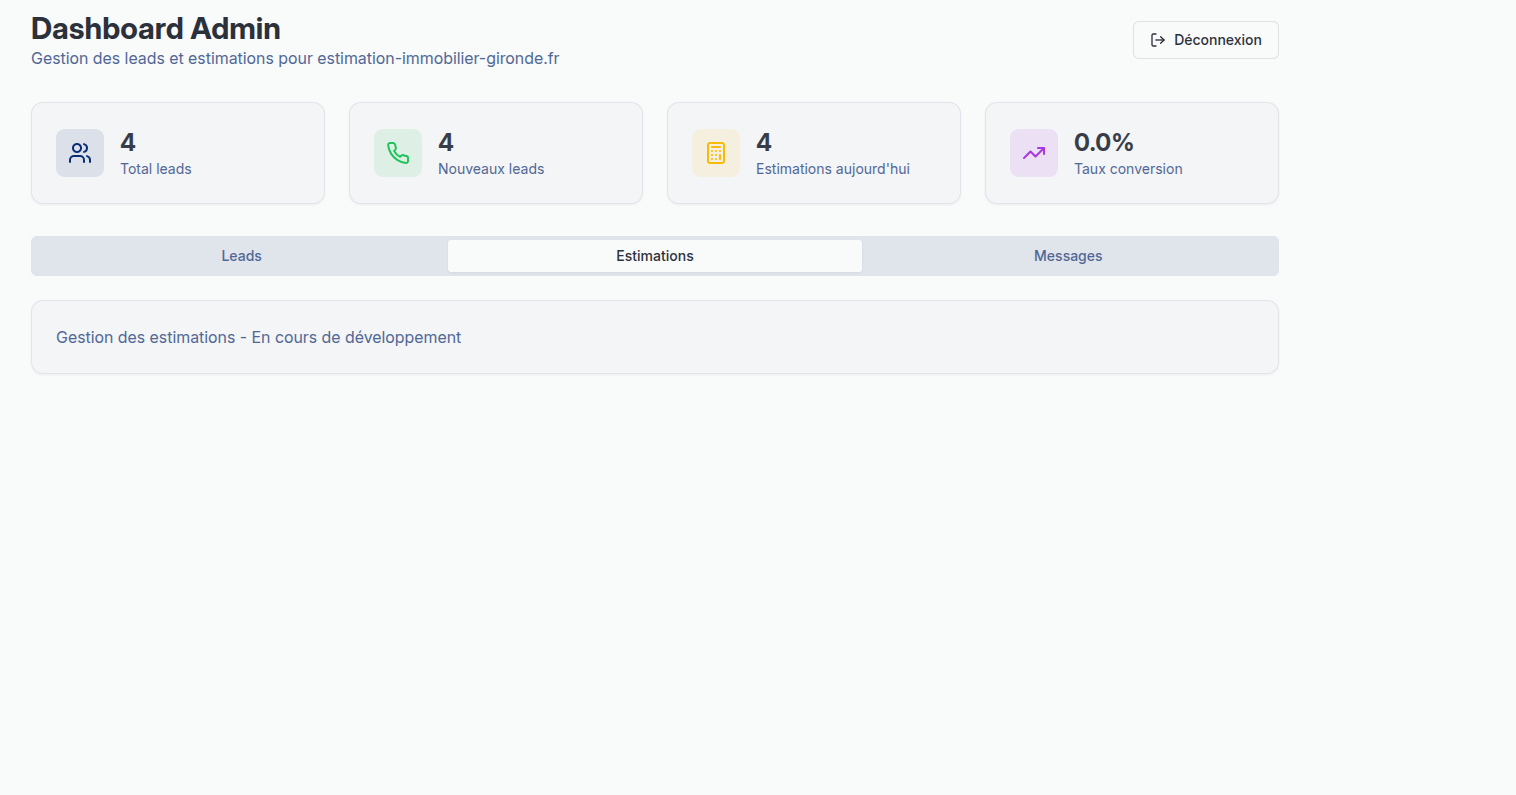 Dashboard Admin
Gestion des leads et estimations pour estimation-immobilier-gironde.fr
Déconnexion
4
Total leads
4
Nouveaux leads
4
Estimations aujourd'hui
0.0%
Taux conversion
Leads
Estimations
Messages
Gestion des estimations - En cours de développement